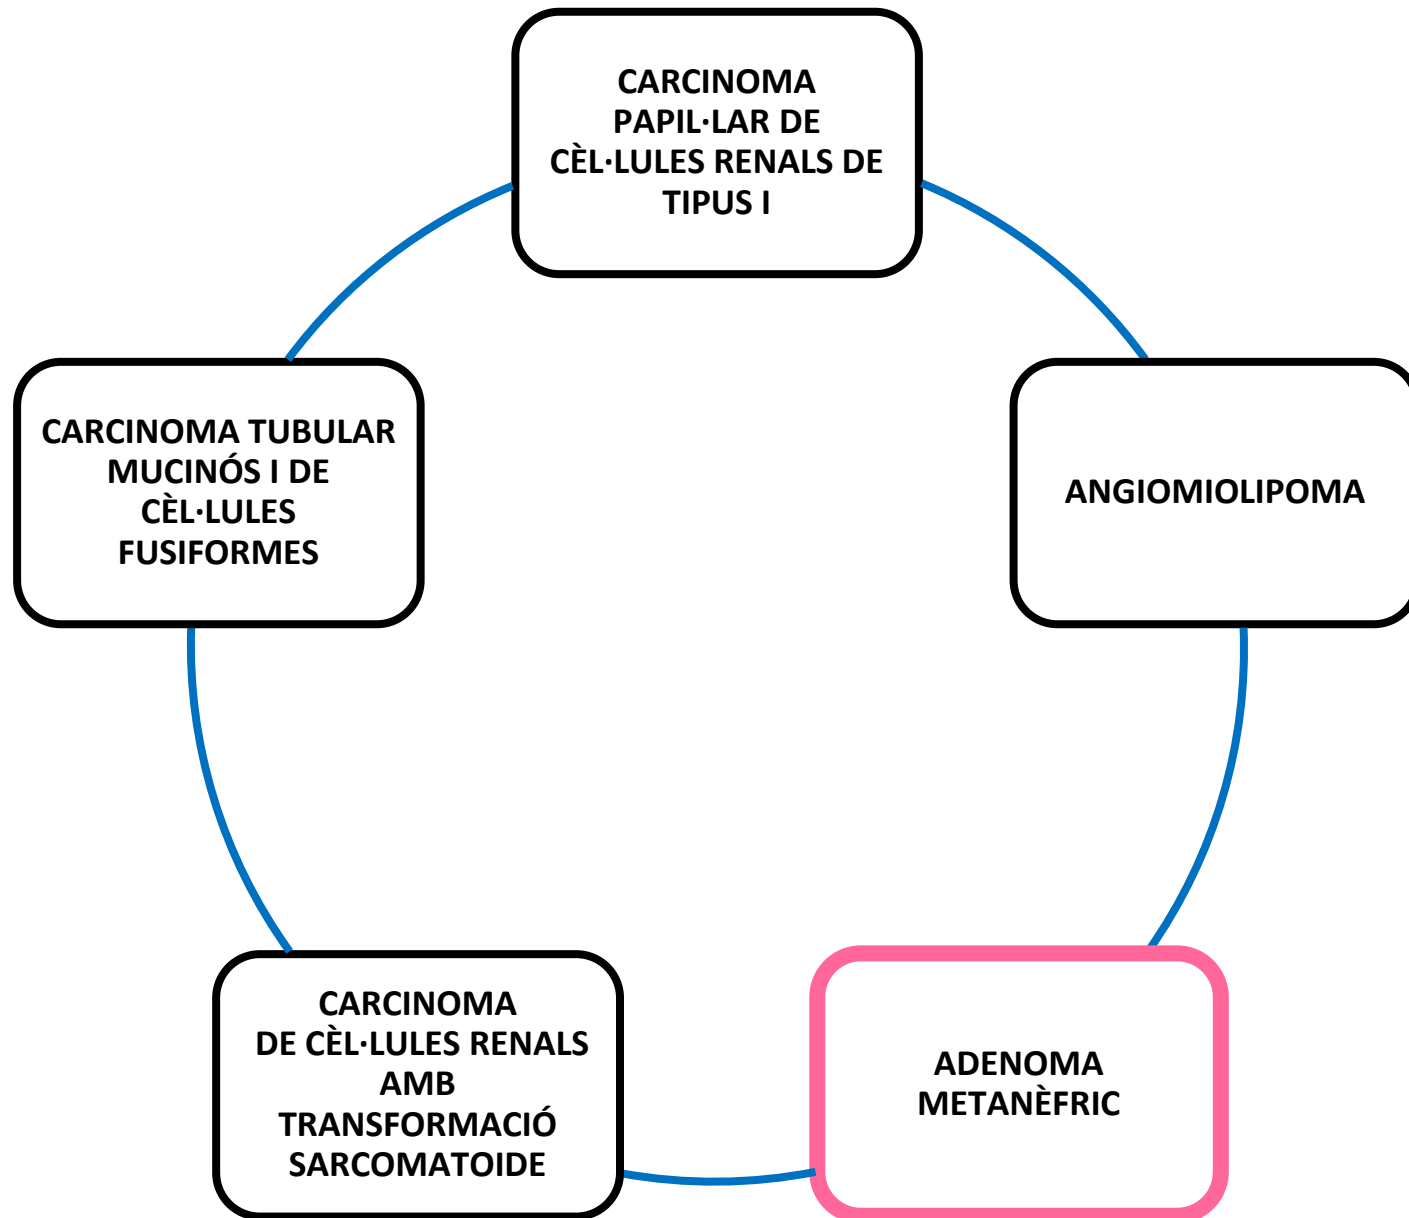 CARCINOMA
PAPIL·LAR DE
CÈL·LULES RENALS DE
TIPUS I
CARCINOMA TUBULAR
MUCINÓS I DE
CÈL·LULES
FUSIFORMES
ANGIOMIOLIPOMA
CARCINOMA
DE CÈL·LULES RENALS
AMB
TRANSFORMACIÓ
SARCOMATOIDE
ADENOMA
METANÈFRIC